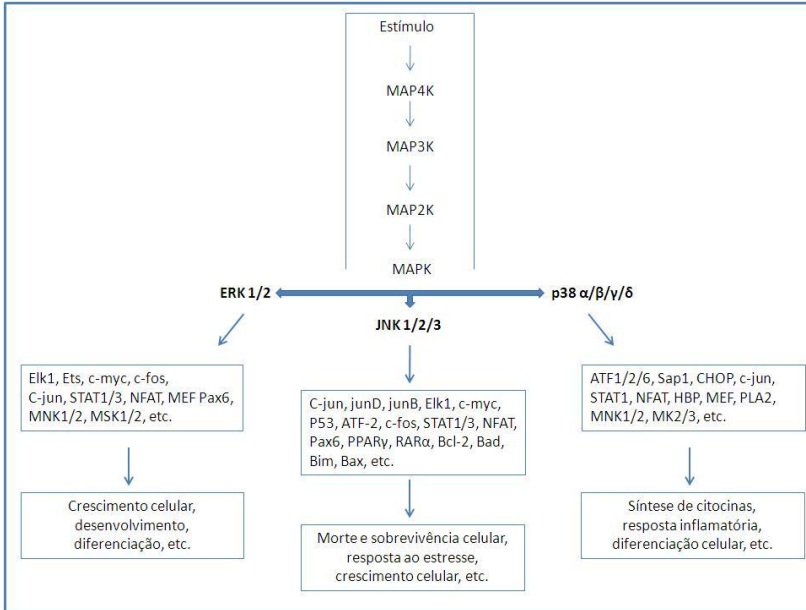 Estímulo
MAP4K
MAP3K
MAP2K
MAPK
ERK 1/2
p38 α/β/γ/δ
JNK 1/2/3
Elk1, Ets, c-myc, c-fos,
C-jun, STAT1/3, NFAT, MEF Pax6,
MNK1/2, MSK1/2, etc.
C-jun, junD, junB, Elk1, c-myc,
P53, ATF-2, c-fos, STAT1/3, NFAT,
Pax6, PPARγ, RARα, Bcl-2, Bad,
Bim, Bax, etc.
ATF1/2/6, Sap1, CHOP, c-jun,
STAT1, NFAT, HBP, MEF, PLA2,
MNK1/2, MK2/3, etc.
Crescimento celular,
desenvolvimento,
diferenciação, etc.
Morte e sobrevivência celular,
resposta ao estresse,
crescimento celular, etc.
Síntese de citocinas,
resposta inflamatória,
diferenciação celular, etc.